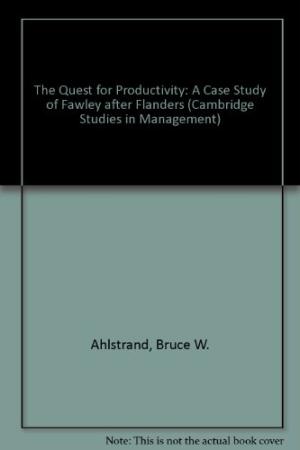 The Quest for Productivity: A Case Study
of Fawley after Flanders (Cambridge
Studies in Management)
Ahlstrand, Bruce W.
Note: This is not the actual book cover